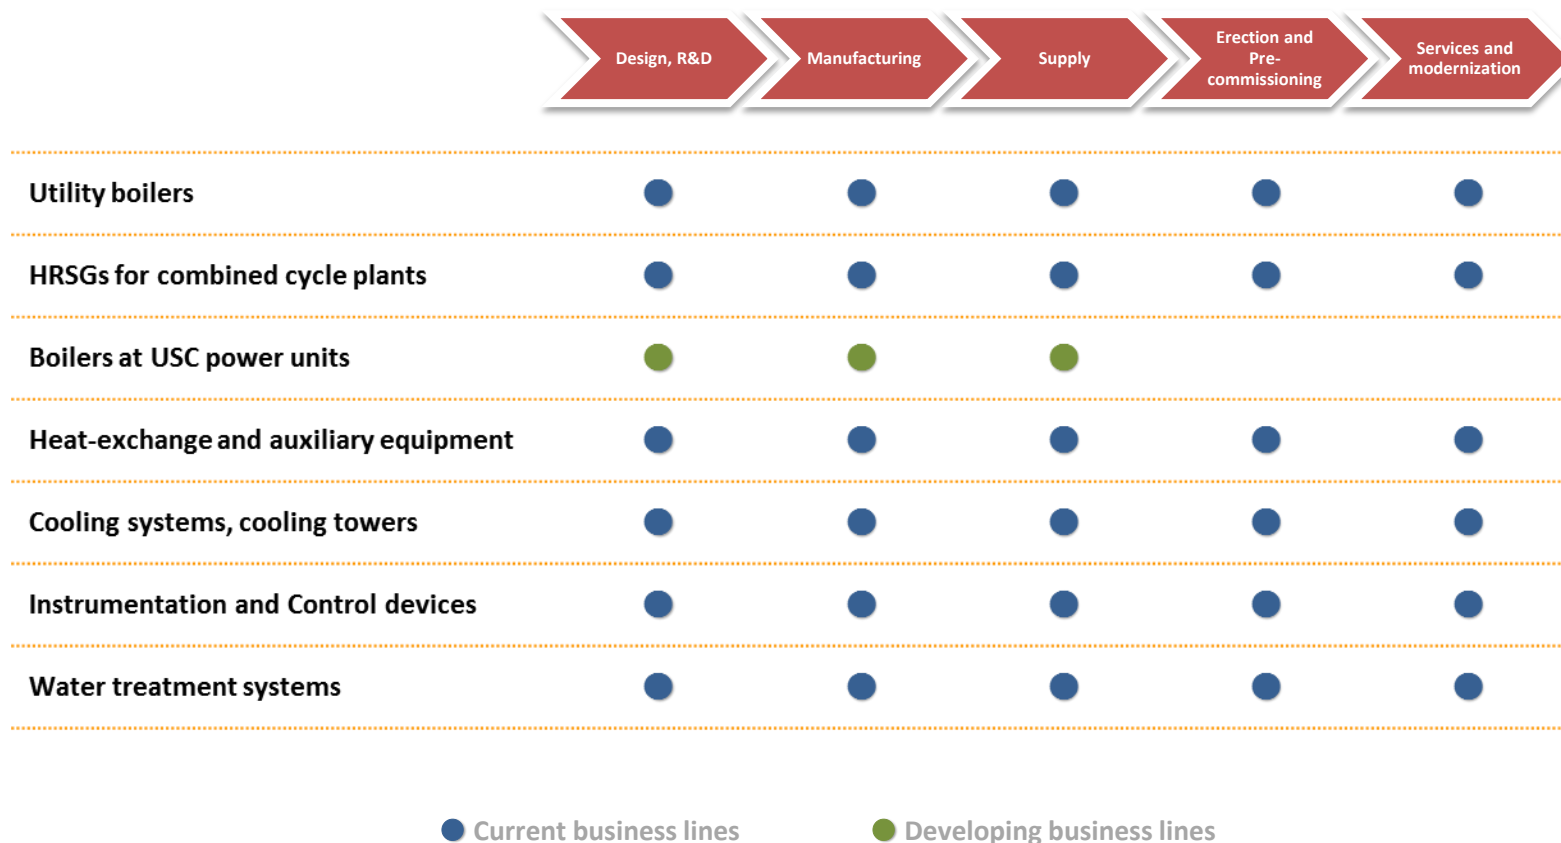 Design, R&D
Manufacturing
Supply
Erection and
Pre-
commissioning
Services and
modernization
Utility boilers
HRSGs for combined cycle plants
Boilers at USC power units
Heat-exchange and auxiliary equipment
Cooling systems, cooling towers
Instrumentation and Control devices
Water treatment systems
Current business lines
Developing business lines